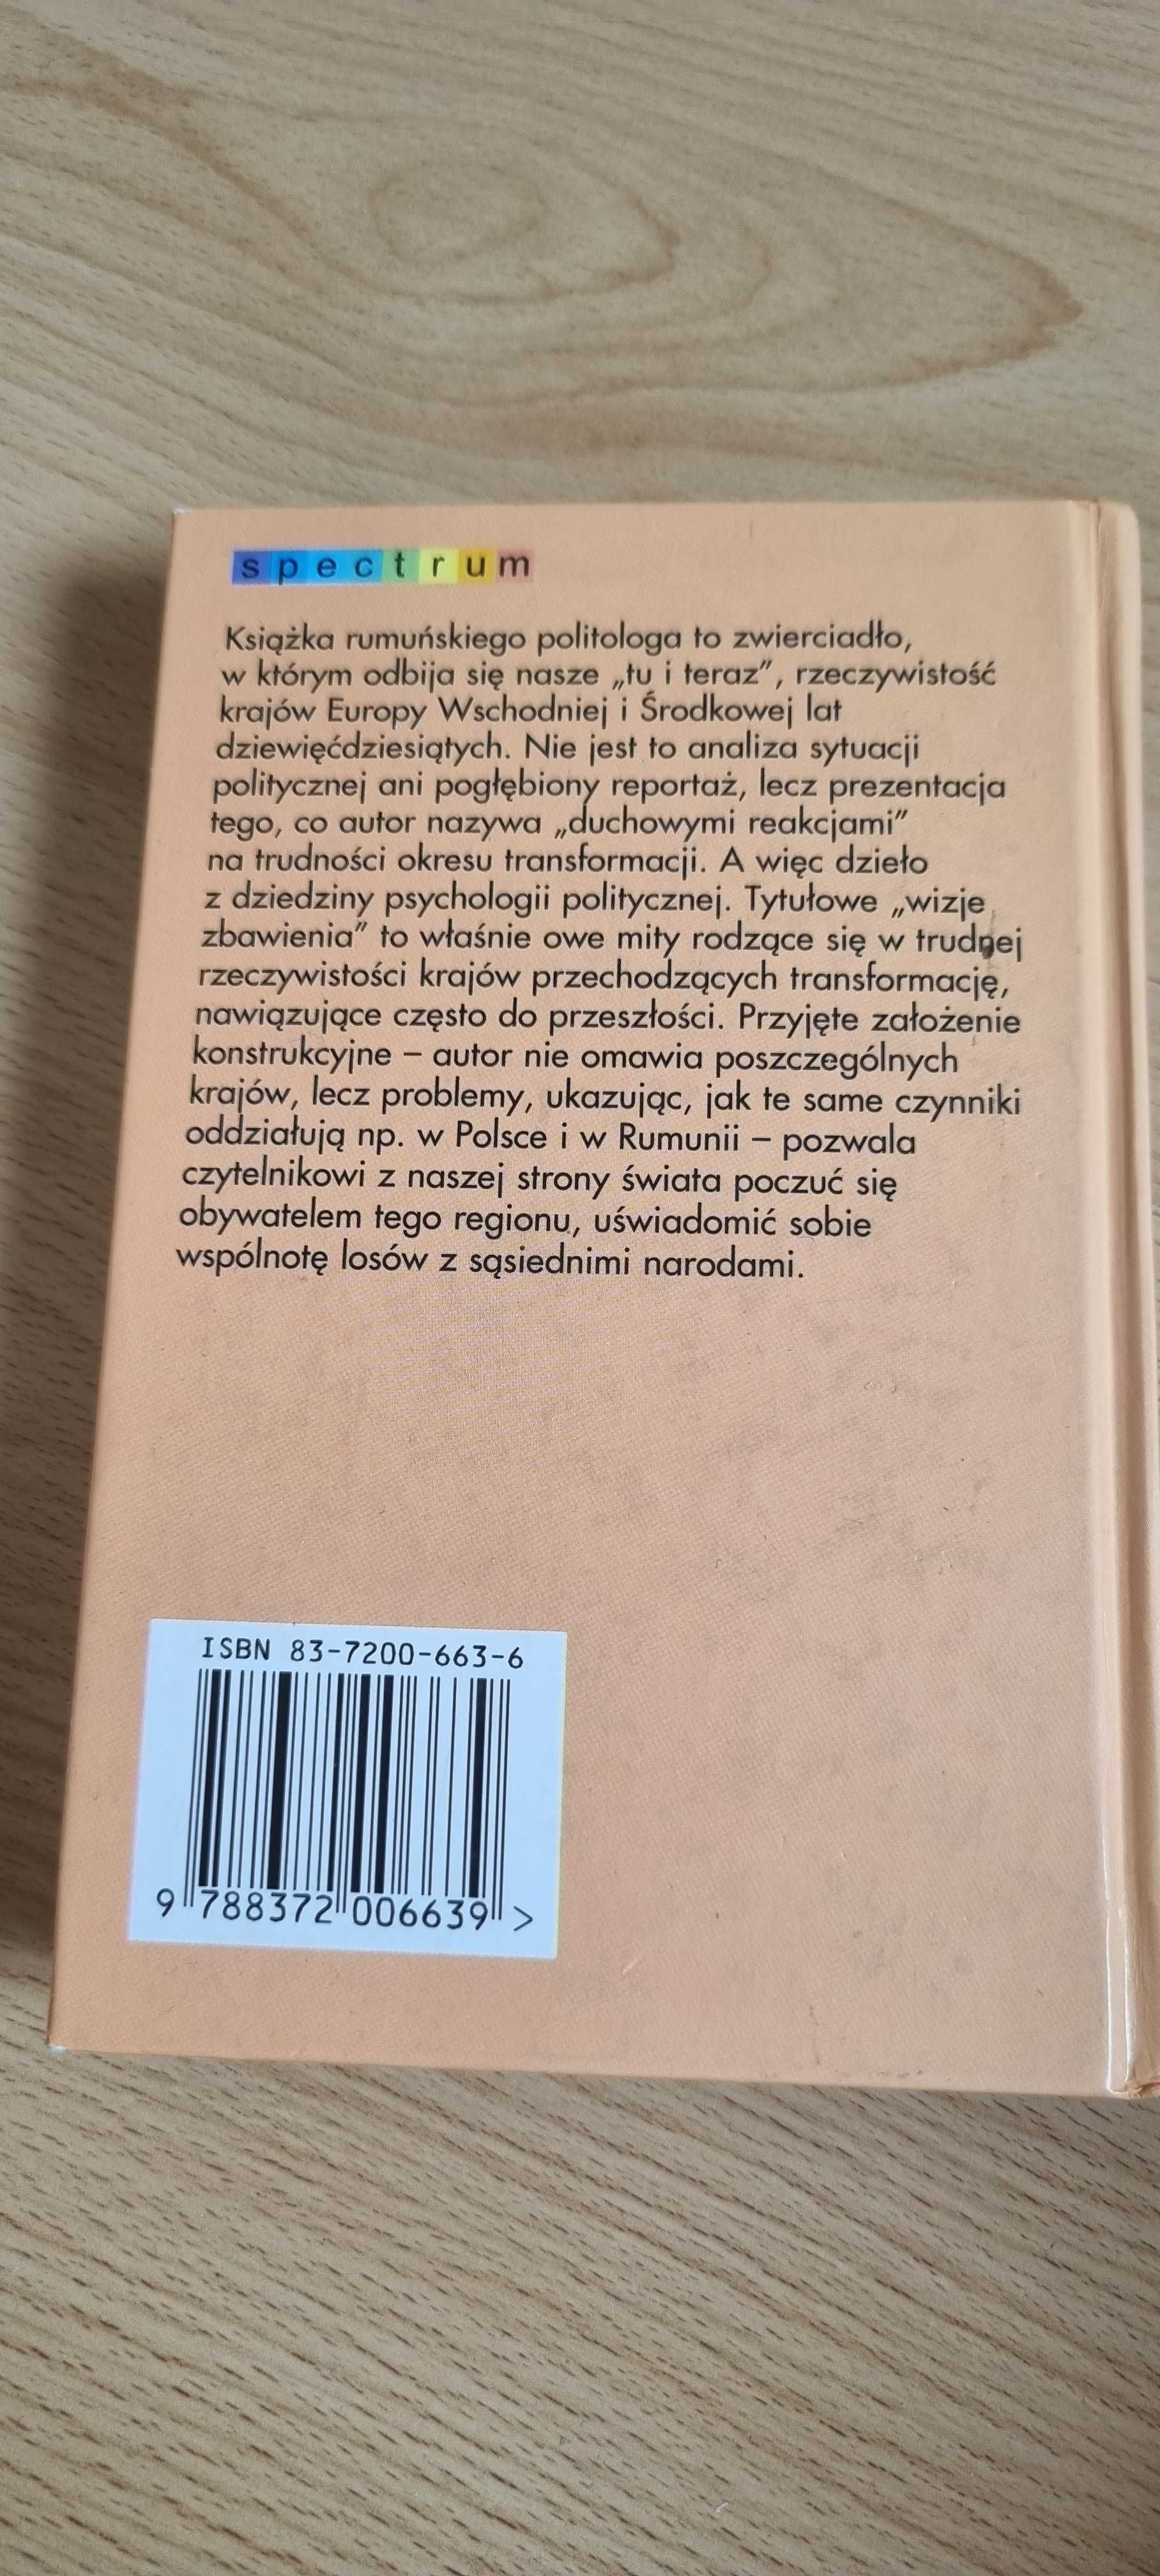 spectrum
Książka rumuńskiego politologa to zwierciadło,
w którym odbija się nasze „tu i teraz”, rzeczywistość
krajów Europy Wschodniej i Środkowej lat
dziewięćdziesiątych. Nie jest to analiza sytuacji
politycznej ani pogłębiony reportaż, lecz prezentacja
tego, co autor nazywa „duchowymi reakcjami”
na trudności okresu transformacji. A więc dzieło
z dziedziny psychologii politycznej. Tytułowe „wizje
zbawienia” to właśnie owe mity rodzące się w trudnej
rzeczywistości krajów przechodzących transformację,
nawiązujące często do przeszłości. Przyjęte założenie
konstrukcyjne – autor nie omawia poszczególnych
krajów, lecz problemy, ukazując, jak te same czynniki
oddziałują np. w Polsce i w Rumunii – pozwala
czytelnikowi z naszej strony świata poczuć się
obywatelem tego regionu, uświadomić sobie
wspólnotę losów z sąsiednimi narodami.
ISBN 83-7200-663-6
9 788372 006639 >